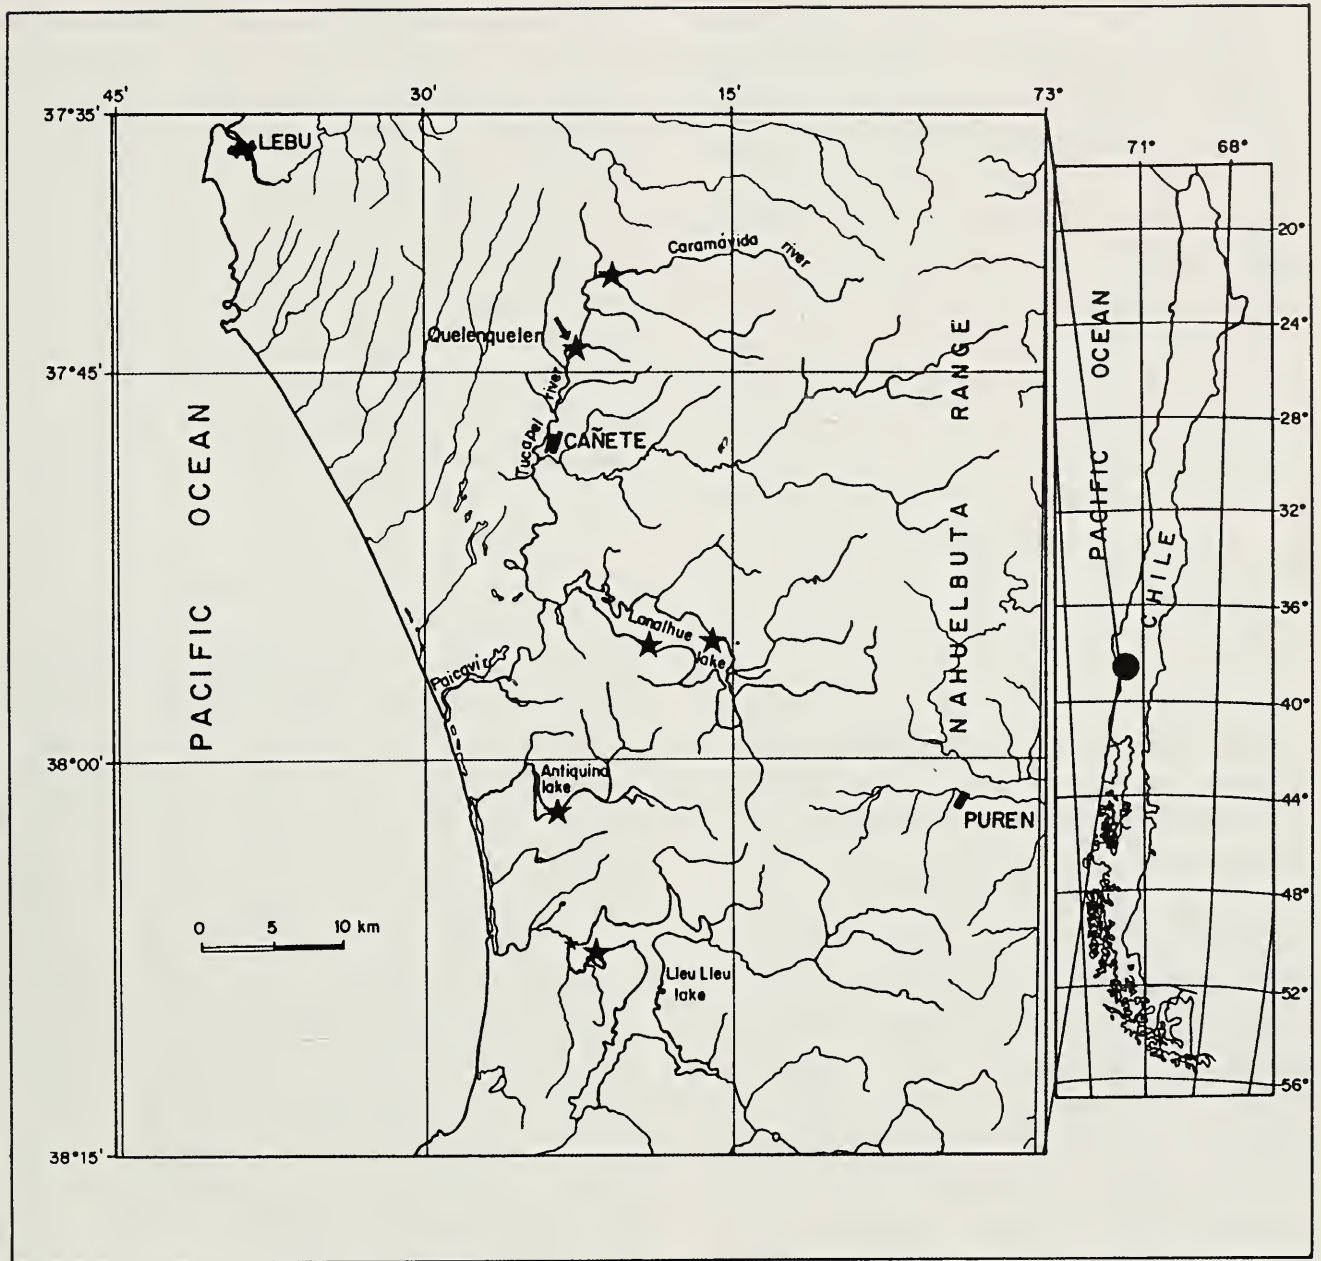 45'
30'
15'
73°
37°35'
LEBU
71°
68°
20°
Caramávida river
24°
Quelenquelen
37°45'
Tucapel river
CAÑETE
28°
PACIFIC OCEAN
NAHUELBUTA RANGE
PACIFIC OCEAN
CHILE
32°
36°
Lanalhue
lake
Paicaví r.
40°
38°00'
Antiquina
lake
44°
PUREN
48°
0 5 10 km
Lleu Lleu
lake
52°
56°
38°15'